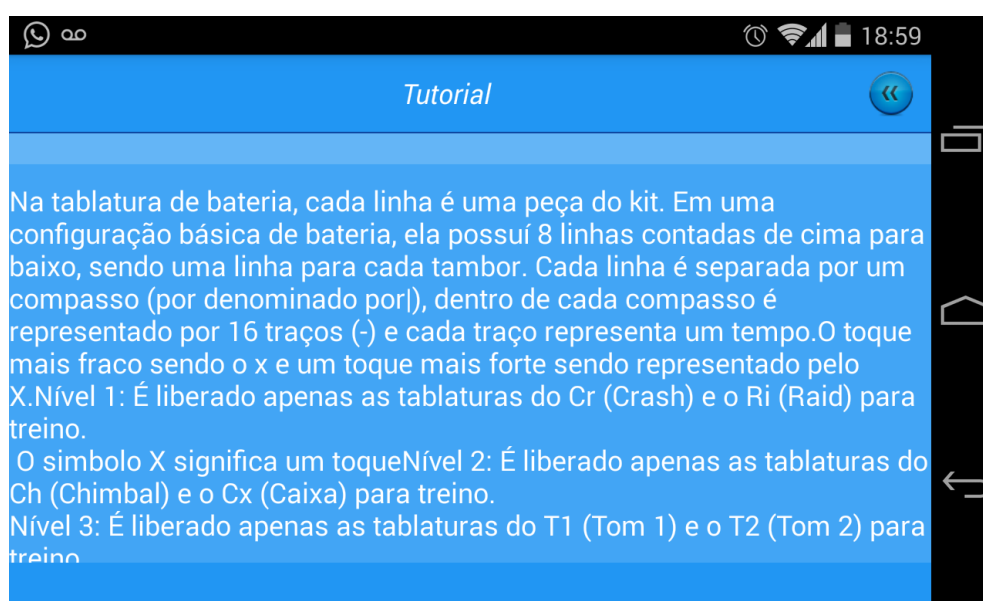 18:59
Tutorial
Na tablatura de bateria, cada linha é uma peça do kit. Em uma
configuração básica de bateria, ela possuí 8 linhas contadas de cima para
baixo, sendo uma linha para cada tambor. Cada linha é separada por um
compasso (por denominado por|), dentro de cada compasso é
representado por 16 traços (-) e cada traço representa um tempo.O toque
mais fraco sendo o x e um toque mais forte sendo representado pelo
X.Nível 1: É liberado apenas as tablaturas do Cr (Crash) e o Ri (Raid) para
treino.
O simbolo X significa um toqueNível 2: É liberado apenas as tablaturas do
Ch (Chimbal) e o Cx (Caixa) para treino.
Nível 3: É liberado apenas as tablaturas do T1 (Tom 1) e o T2 (Tom 2) para
treino